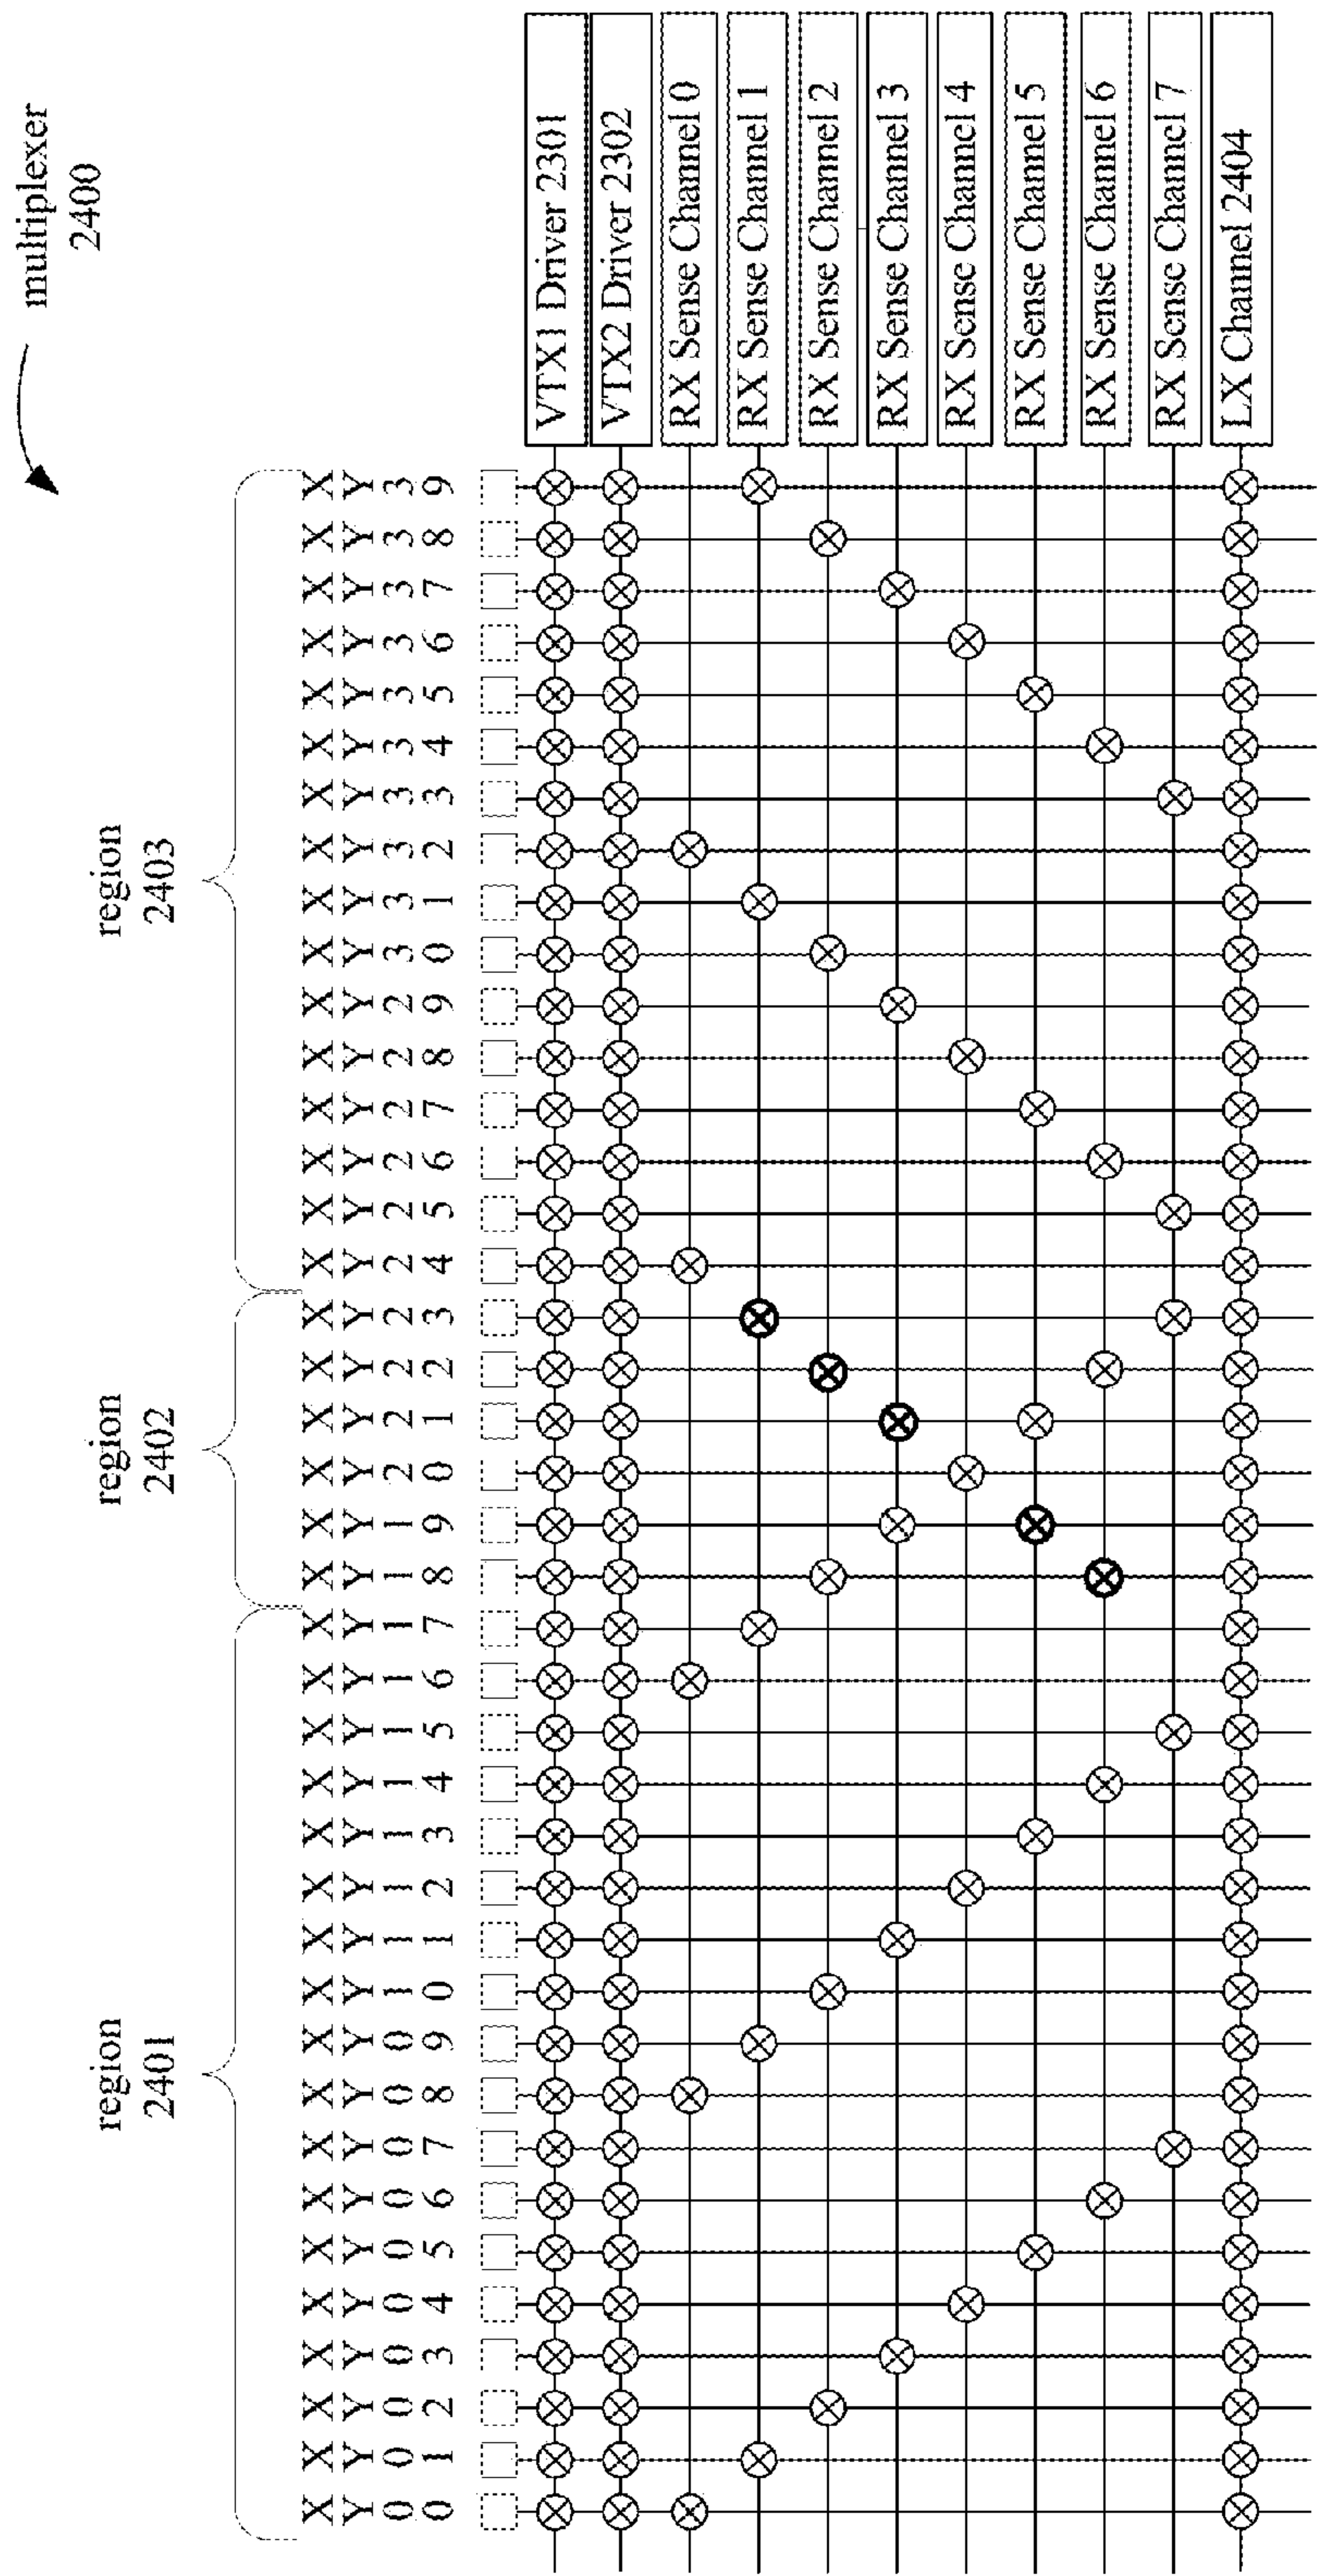 multiplexer
2400
region
2401
region
2402
region
2403
XY00
XY01
XY02
XY03
XY04
XY05
XY06
XY07
XY08
XY09
XY10
XY11
XY12
XY13
XY14
XY15
XY16
XY17
XY18
XY19
XY20
XY21
XY22
XY23
XY24
XY25
XY26
XY27
XY28
XY29
XY30
XY31
XY32
XY33
XY34
XY35
XY36
XY37
XY38
XY39
VTX1 Driver 2301
VTX2 Driver 2302
RX Sense Channel 0
RX Sense Channel 1
RX Sense Channel 2
RX Sense Channel 3
RX Sense Channel 4
RX Sense Channel 5
RX Sense Channel 6
RX Sense Channel 7
LX Channel 2404